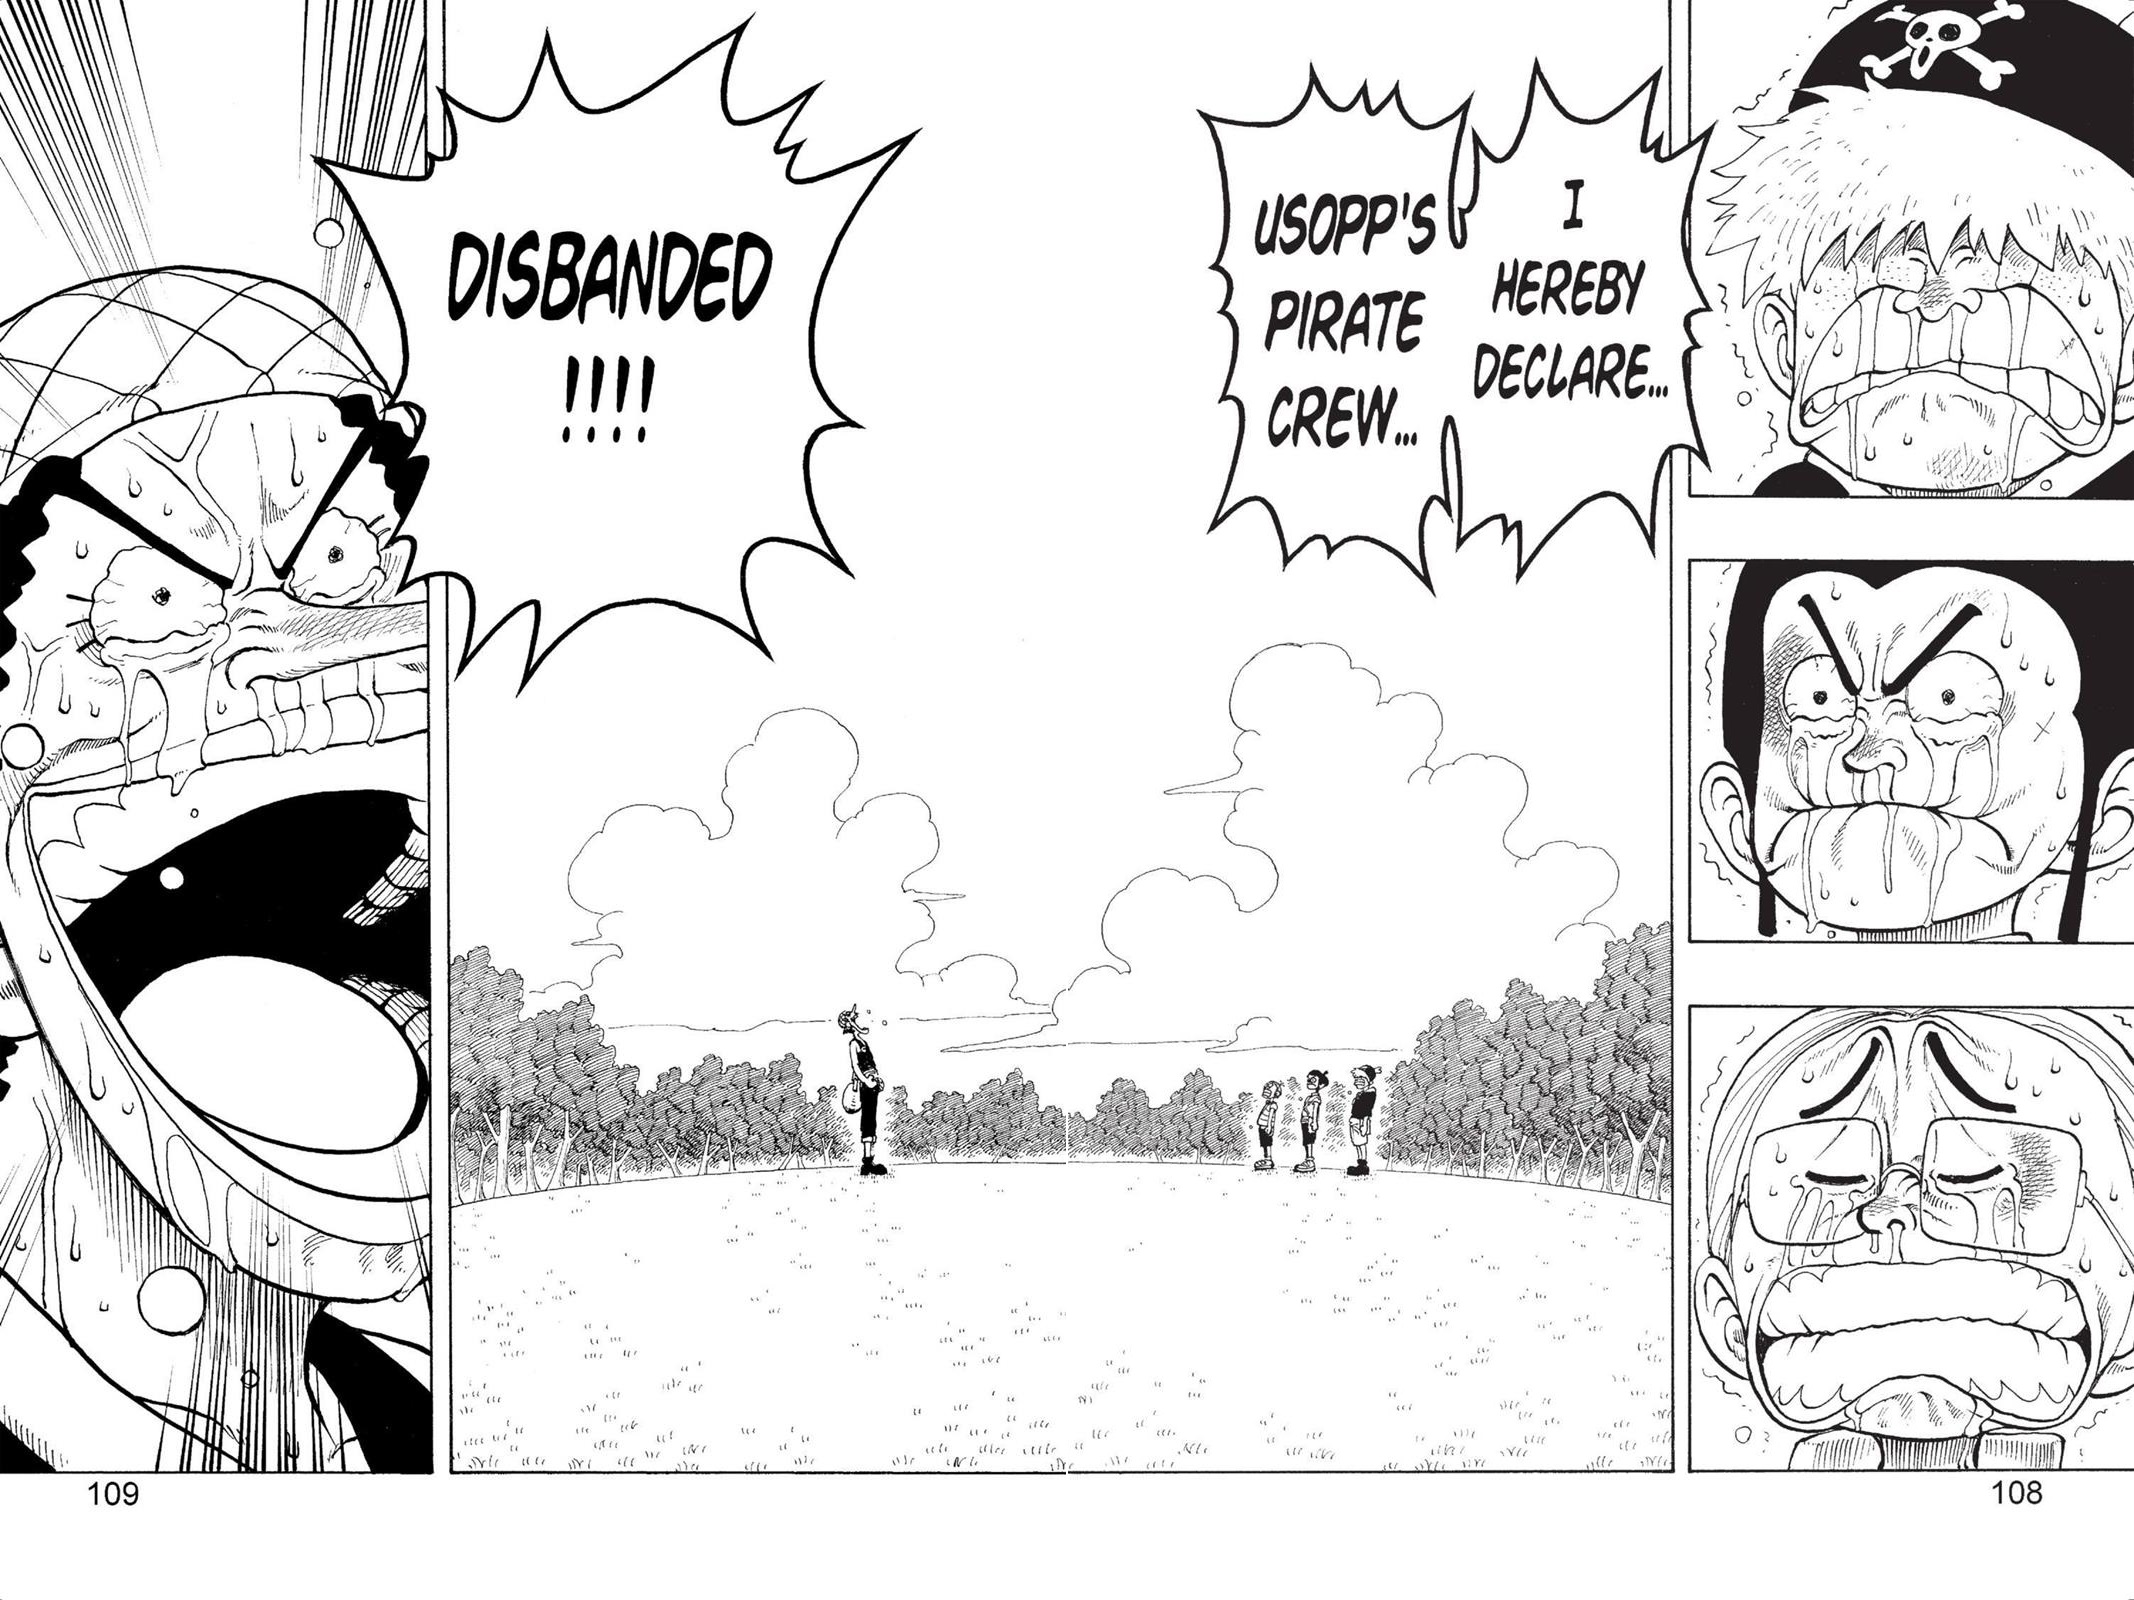 I
HEREBY
DECLARE...
USOPP'S
PIRATE
CREW...
DISBANDED
!!!!
108
109